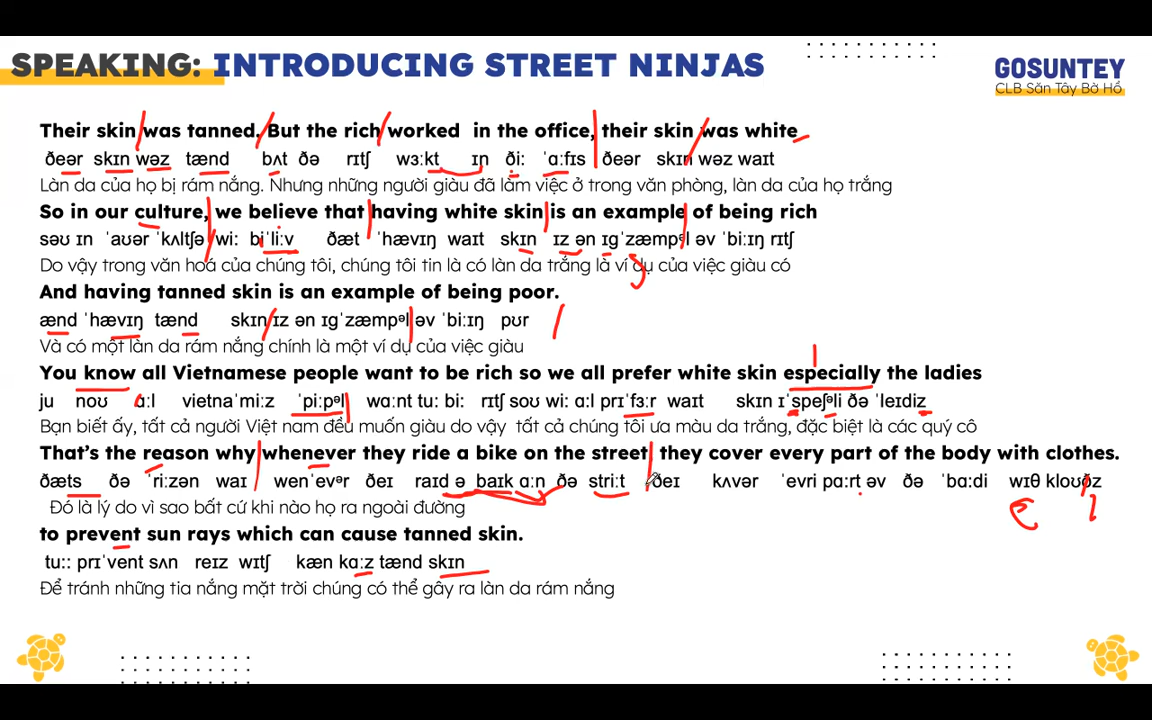 SPEAKING: INTRODUCING STREET NINJAS
GOSUNTEY
CLB Săn Tây Bờ Hồ
Their skin was tanned. But the rich worked in the office, their skin was white
ðeər skɪn wəz tænd bʌt ðə rɪtʃ wɜːkt ɪn ðiː ˈɑːfɪs ðeər skɪn wəz waɪt
Làn da của họ bị rám nắng. Nhưng những người giàu đã làm việc ở trong văn phòng, làn da của họ trắng
So in our culture, we believe that having white skin is an example of being rich
səʊ ɪn ˈaʊər ˈkʌltʃə wiː biˈliːv ðæt ˈhævɪŋ waɪt skɪn ɪz ən ɪgˈzæmpᵊl əv ˈbiːɪŋ rɪtʃ
Do vậy trong văn hoá của chúng tôi, chúng tôi tin là có làn da trắng là ví dụ của việc giàu có
And having tanned skin is an example of being poor.
ænd ˈhævɪŋ tænd skɪn ɪz ən ɪgˈzæmpᵊl əv ˈbiːɪŋ pʊr
Và có một làn da rám nắng chính là một ví dụ của việc giàu
You know all Vietnamese people want to be rich so we all prefer white skin especially the ladies
ju noʊ ɑːl vietnaˈmiːz ˈpiːpᵊl wɑːnt tuː biː rɪtʃ soʊ wiː ɑːl prɪˈfɜːr waɪt skɪn ɪˈspeʃᵊli ðə ˈleɪdiz
Bạn biết ấy, tất cả người Việt nam đều muốn giàu do vậy tất cả chúng tôi ưa màu da trắng, đặc biệt là các quý cô
That's the reason why whenever they ride a bike on the street they cover every part of the body with clothes.
ðæts ðə ˈriːzən waɪ wenˈevᵊr ðeɪ raɪd ə baɪk ɑːn ðə striːt ðeɪ kʌvər ˈevri pɑːrt əv ðə ˈbɑːdi wɪθ kloʊðz
Đó là lý do vì sao bất cứ khi nào họ ra ngoài đường
to prevent sun rays which can cause tanned skin.
tuːː prɪˈvent sʌn reɪz wɪtʃ kæn kɑːz tænd skɪn
Để tránh những tia nắng mặt trời chúng có thể gây ra làn da rám nắng